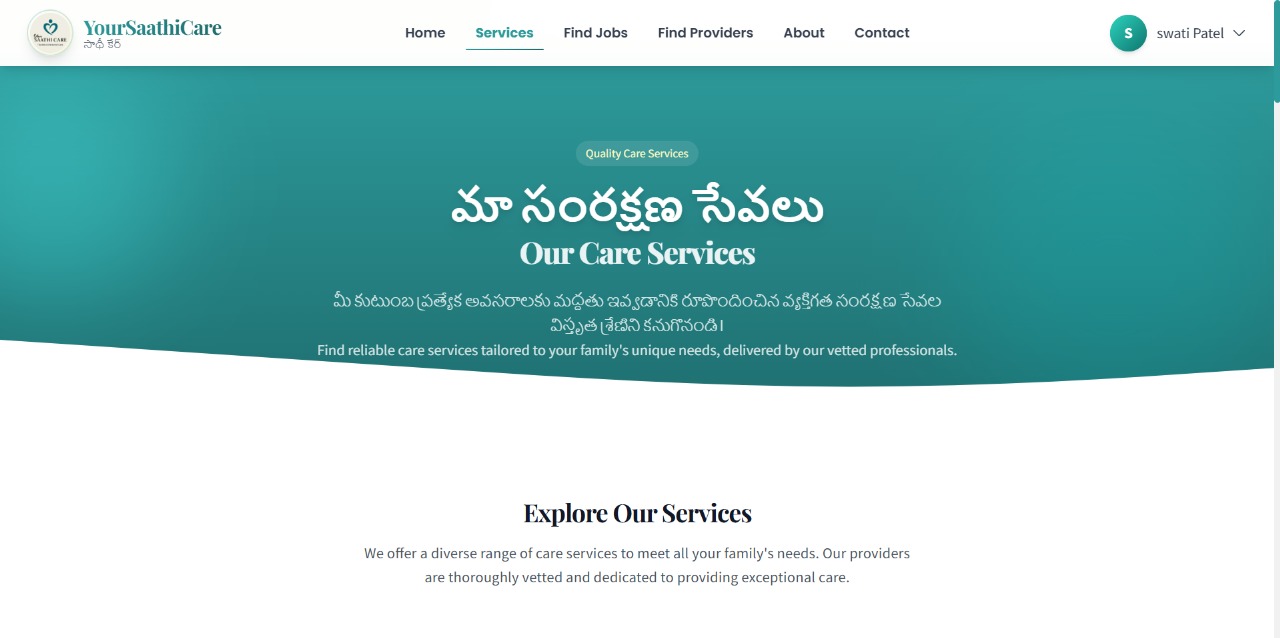 YourSaathiCare
సాథీ కేర్
Home Services Find Jobs Find Providers About Contact
S swati Patel
Quality Care Services
మా సంరక్షణ సేవలు
Our Care Services
మీ కుటుంబ ప్రత్యేక అవసరాలకు మద్దతు ఇవ్వడానికి రూపొందించిన వ్యక్తిగత సంరక్షణ సేవల
విస్తృత శ్రేణిని కనుగొనండి।
Find reliable care services tailored to your family's unique needs, delivered by our vetted professionals.
Explore Our Services
We offer a diverse range of care services to meet all your family's needs. Our providers
are thoroughly vetted and dedicated to providing exceptional care.